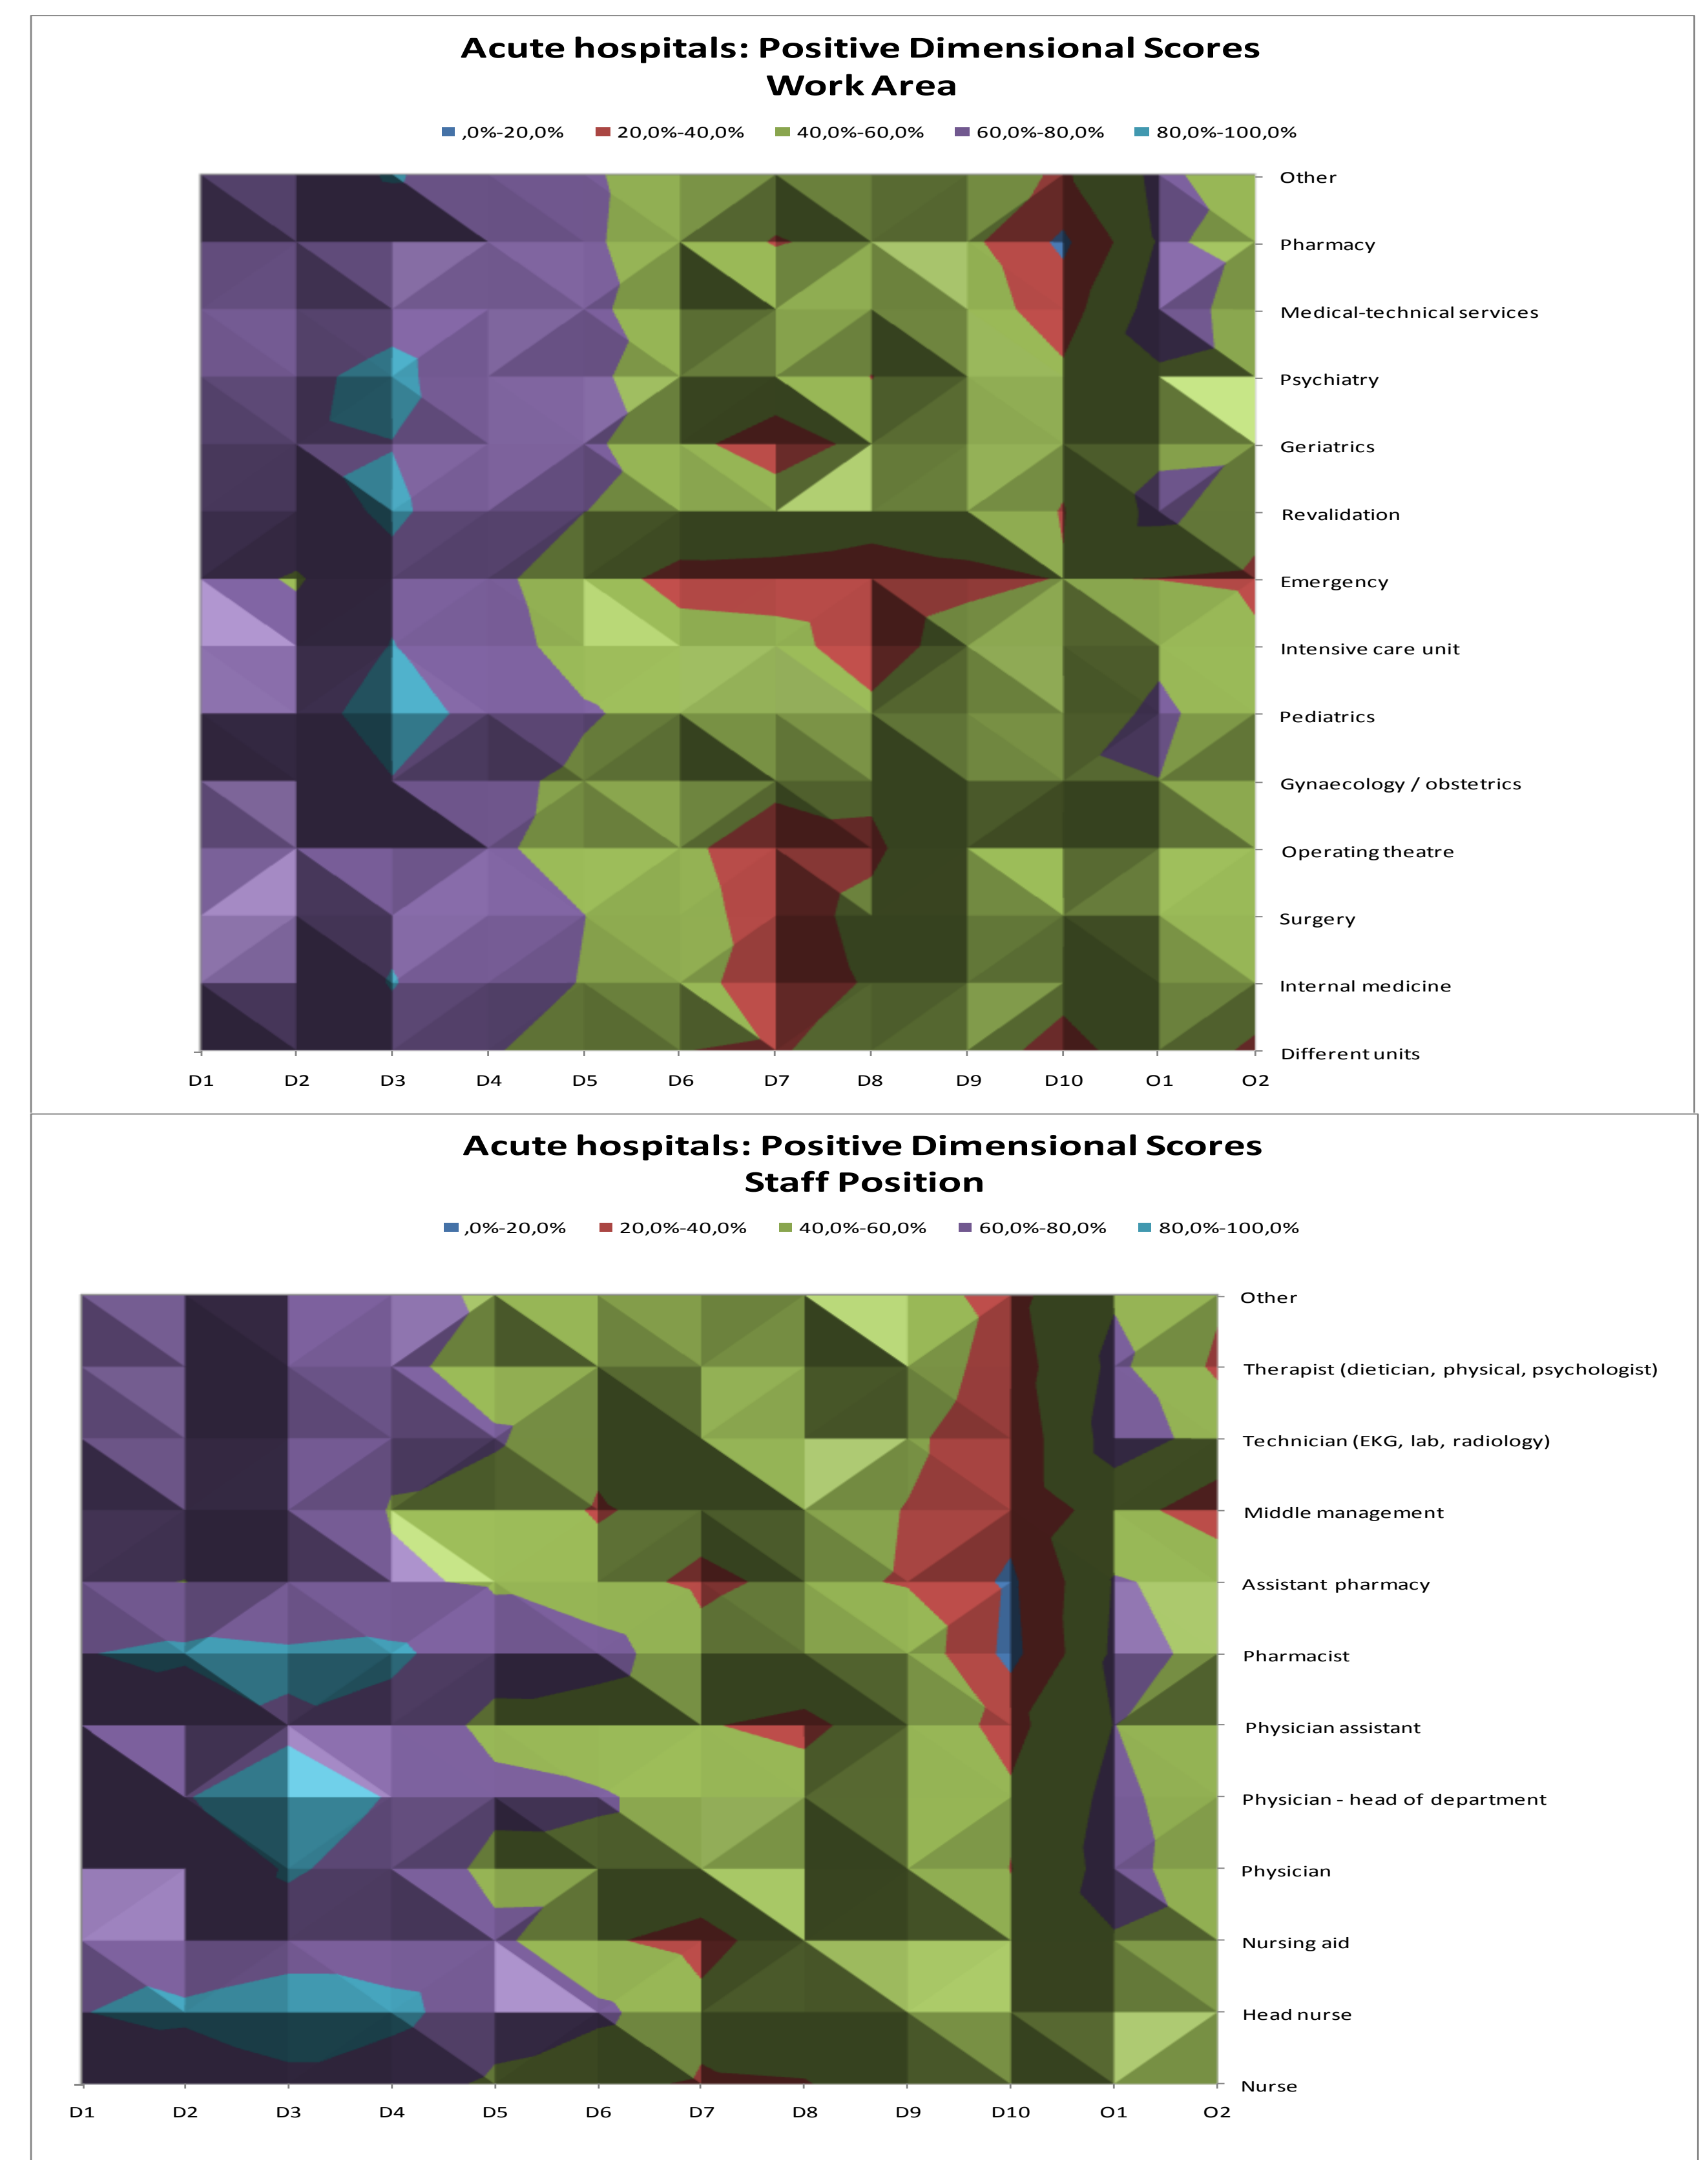 Acute hospitals: Positive Dimensional Scores
Work Area
,0%-20,0% 20,0%-40,0% 40,0%-60,0% 60,0%-80,0% 80,0%-100,0%
Other
Pharmacy
Medical-technical services
Psychiatry
Geriatrics
Revalidation
Emergency
Intensive care unit
Pediatrics
Gynaecology / obstetrics
Operating theatre
Surgery
Internal medicine
Different units
D1 D2 D3 D4 D5 D6 D7 D8 D9 D10 O1 O2
Acute hospitals: Positive Dimensional Scores
Staff Position
,0%-20,0% 20,0%-40,0% 40,0%-60,0% 60,0%-80,0% 80,0%-100,0%
Other
Therapist (dietician, physical, psychologist)
Technician (EKG, lab, radiology)
Middle management
Assistant pharmacy
Pharmacist
Physician assistant
Physician - head of department
Physician
Nursing aid
Head nurse
Nurse
D1 D2 D3 D4 D5 D6 D7 D8 D9 D10 O1 O2